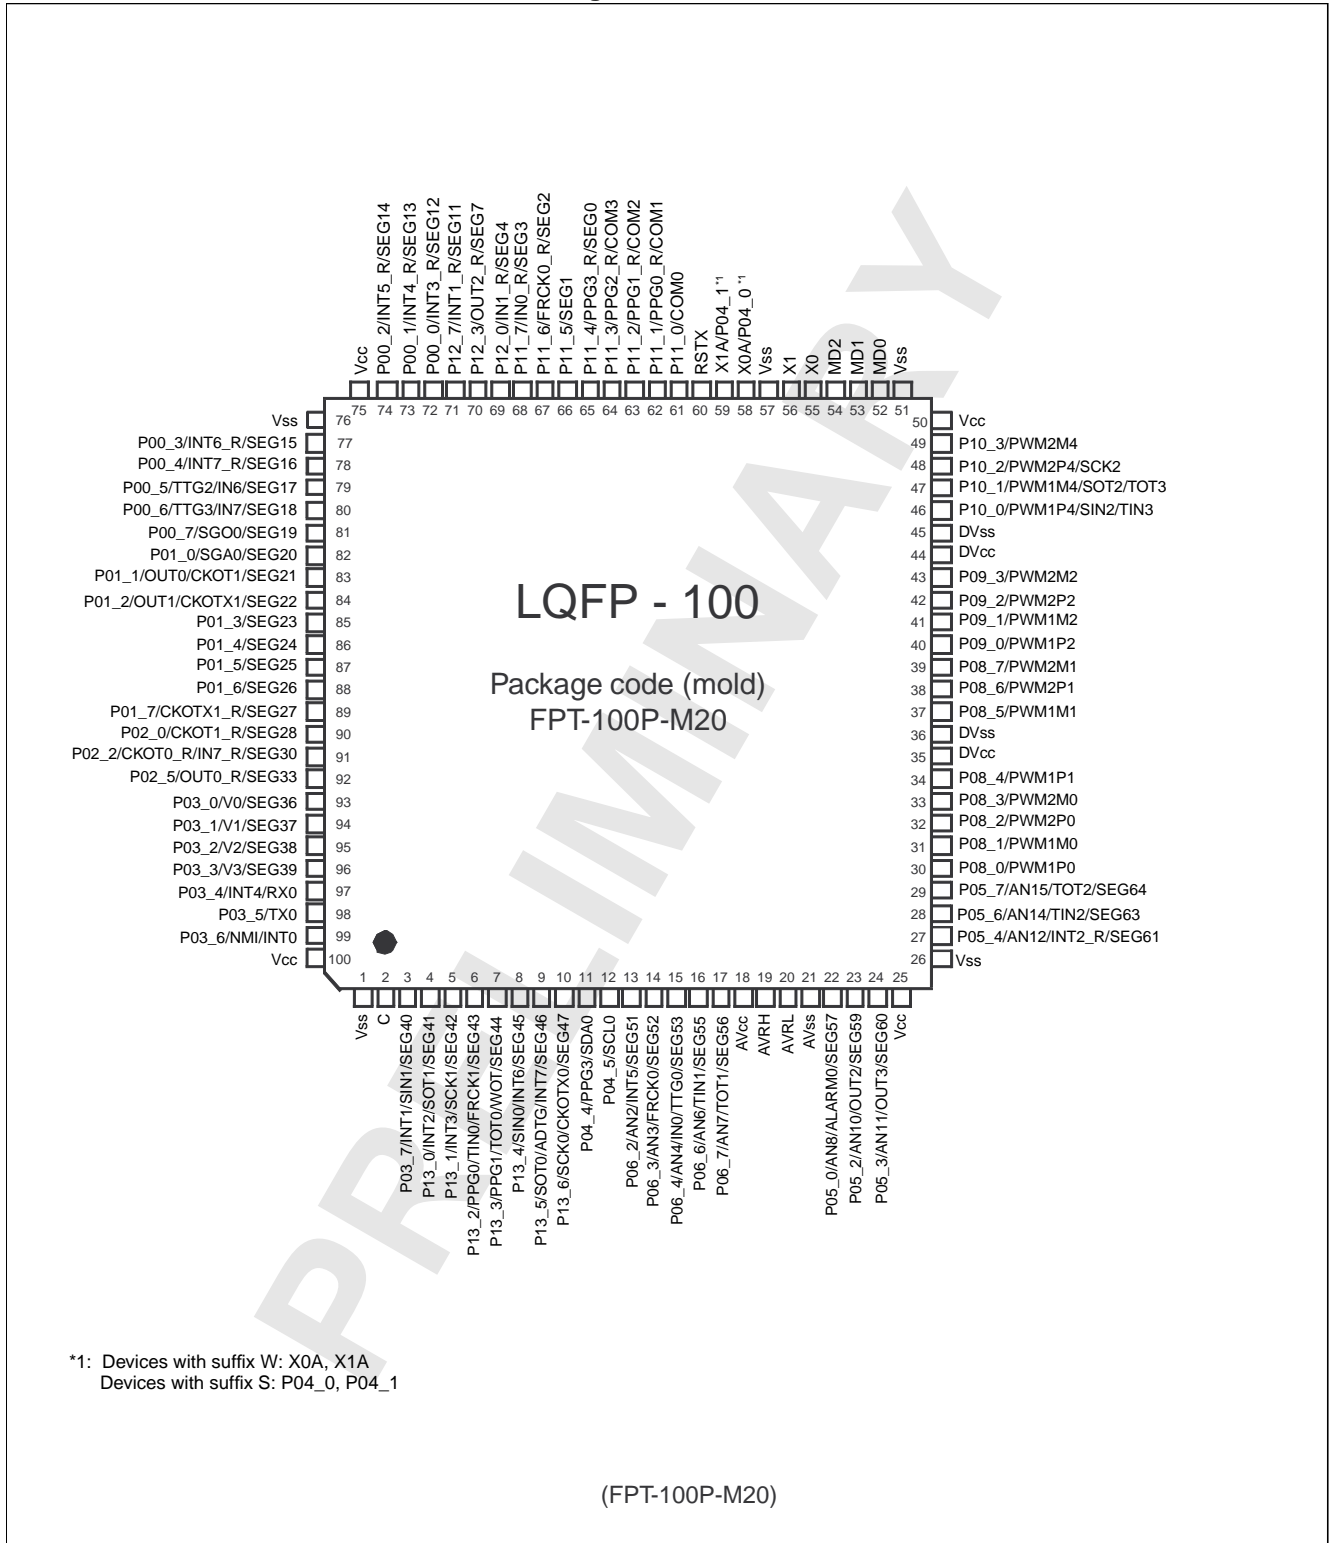 P00_2/INT5_R/SEG14
P00_1/INT4_R/SEG13
P00_0/INT3_R/SEG12
P12_7/INT1_R/SEG11
P12_3/OUT2_R/SEG7
P12_0/IN1_R/SEG4
P11_7/IN0_R/SEG3
P11_6/FRCK0_R/SEG2
P11_5/SEG1
P11_4/PPG3_R/SEG0
P11_3/PPG2_R/COM3
P11_2/PPG1_R/COM2
P11_1/PPG0_R/COM1
P11_0/COM0
RSTX
X1A/P04_1*1
X0A/P04_0*1
Vss
X1
X0
MD2
MD1
MD0
Vss
Vcc
75 74 73 72 71 70 69 68 67 66 65 64 63 62 61 60 59 58 57 56 55 54 53 52 51
Vss 76
P00_3/INT6_R/SEG15 77
P00_4/INT7_R/SEG16 78
P00_5/TTG2/IN6/SEG17 79
P00_6/TTG3/IN7/SEG18 80
P00_7/SGO0/SEG19 81
P01_0/SGA0/SEG20 82
P01_1/OUT0/CKOT1/SEG21 83
P01_2/OUT1/CKOTX1/SEG22 84
P01_3/SEG23 85
P01_4/SEG24 86
P01_5/SEG25 87
P01_6/SEG26 88
P01_7/CKOTX1_R/SEG27 89
P02_0/CKOT1_R/SEG28 90
P02_2/CKOT0_R/IN7_R/SEG30 91
P02_5/OUT0_R/SEG33 92
P03_0/V0/SEG36 93
P03_1/V1/SEG37 94
P03_2/V2/SEG38 95
P03_3/V3/SEG39 96
P03_4/INT4/RX0 97
P03_5/TX0 98
P03_6/NMI/INT0 99
Vcc 100
LQFP - 100
Package code (mold)
FPT-100P-M20
50 Vcc
49 P10_3/PWM2M4
48 P10_2/PWM2P4/SCK2
47 P10_1/PWM1M4/SOT2/TOT3
46 P10_0/PWM1P4/SIN2/TIN3
45 DVss
44 DVcc
43 P09_3/PWM2M2
42 P09_2/PWM2P2
41 P09_1/PWM1M2
40 P09_0/PWM1P2
39 P08_7/PWM2M1
38 P08_6/PWM2P1
37 P08_5/PWM1M1
36 DVss
35 DVcc
34 P08_4/PWM1P1
33 P08_3/PWM2M0
32 P08_2/PWM2P0
31 P08_1/PWM1M0
30 P08_0/PWM1P0
29 P05_7/AN15/TOT2/SEG64
28 P05_6/AN14/TIN2/SEG63
27 P05_4/AN12/INT2_R/SEG61
26 Vss
1 2 3 4 5 6 7 8 9 10 11 12 13 14 15 16 17 18 19 20 21 22 23 24 25
Vss
C
P03_7/INT1/SIN1/SEG40
P13_0/INT2/SOT1/SEG41
P13_1/INT3/SCK1/SEG42
P13_2/PPG0/TIN0/FRCK1/SEG43
P13_3/PPG1/TOT0/WOT/SEG44
P13_4/SIN0/INT6/SEG45
P13_5/SOT0/ADTG/INT7/SEG46
P13_6/SCK0/CKOTX0/SEG47
P04_4/PPG3/SDA0
P04_5/SCL0
P06_2/AN2/INT5/SEG51
P06_3/AN3/FRCK0/SEG52
P06_4/AN4/IN0/TTG0/SEG53
P06_6/AN6/TIN1/SEG55
P06_7/AN7/TOT1/SEG56
AVcc
AVRH
AVRL
AVss
P05_0/AN8/ALARM0/SEG57
P05_2/AN10/OUT2/SEG59
P05_3/AN11/OUT3/SEG60
Vcc
PRELIMINARY
*1: Devices with suffix W: X0A, X1A
Devices with suffix S: P04_0, P04_1
(FPT-100P-M20)